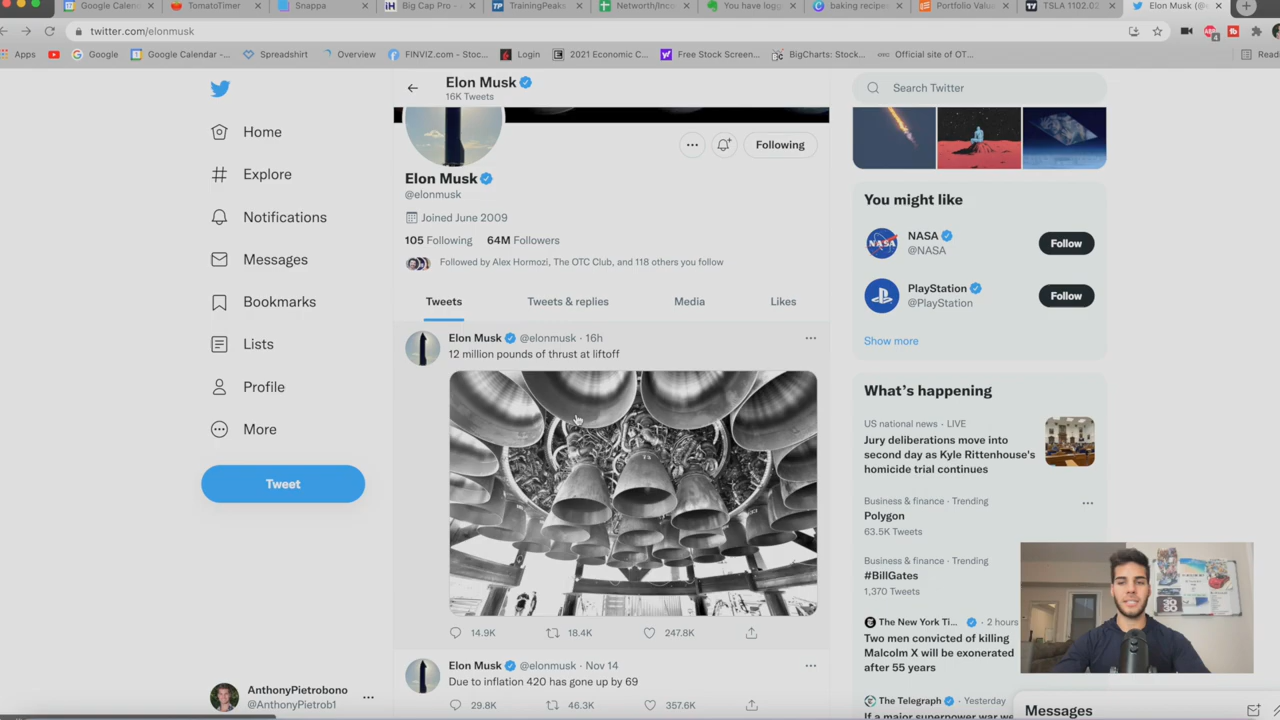 Google Calend
TomatoTimer
Snappa
Big Cap Pro -
TrainingPeaks
Networth/Inc
You have logg
baking recipe
Portfolio Valua
TSLA 1102.02
Elon Musk (@
twitter.com/elonmusk
Apps
Google
Google Calendar -...
Spreadshirt
Overview
FINVIZ.com - Stoc...
Login
2021 Economic C...
Free Stock Screen...
BigCharts: Stock...
Official site of OT...
Read
Home
Explore
Notifications
Messages
Bookmarks
Lists
Profile
More
Tweet
AnthonyPietrobono
@AnthonyPietrob1
Elon Musk
16K Tweets
Following
Elon Musk
@elonmusk
Joined June 2009
105 Following 64M Followers
Followed by Alex Hormozi, The OTC Club, and 118 others you follow
Tweets
Tweets & replies
Media
Likes
Elon Musk @elonmusk · 16h
12 million pounds of thrust at liftoff
14.9K
18.4K
247.8K
Elon Musk @elonmusk · Nov 14
Due to inflation 420 has gone up by 69
29.8K
46.3K
357.6K
Search Twitter
You might like
NASA
@NASA
Follow
PlayStation
@PlayStation
Follow
Show more
What's happening
US national news · LIVE
Jury deliberations move into
second day as Kyle Rittenhouse's
homicide trial continues
Business & finance · Trending
Polygon
63.5K Tweets
Business & finance · Trending
#BillGates
1,370 Tweets
The New York Ti... · 2 hours
Two men convicted of killing
Malcolm X will be exonerated
after 55 years
The Telegraph · Yesterday
If a major superpower war we
Messages